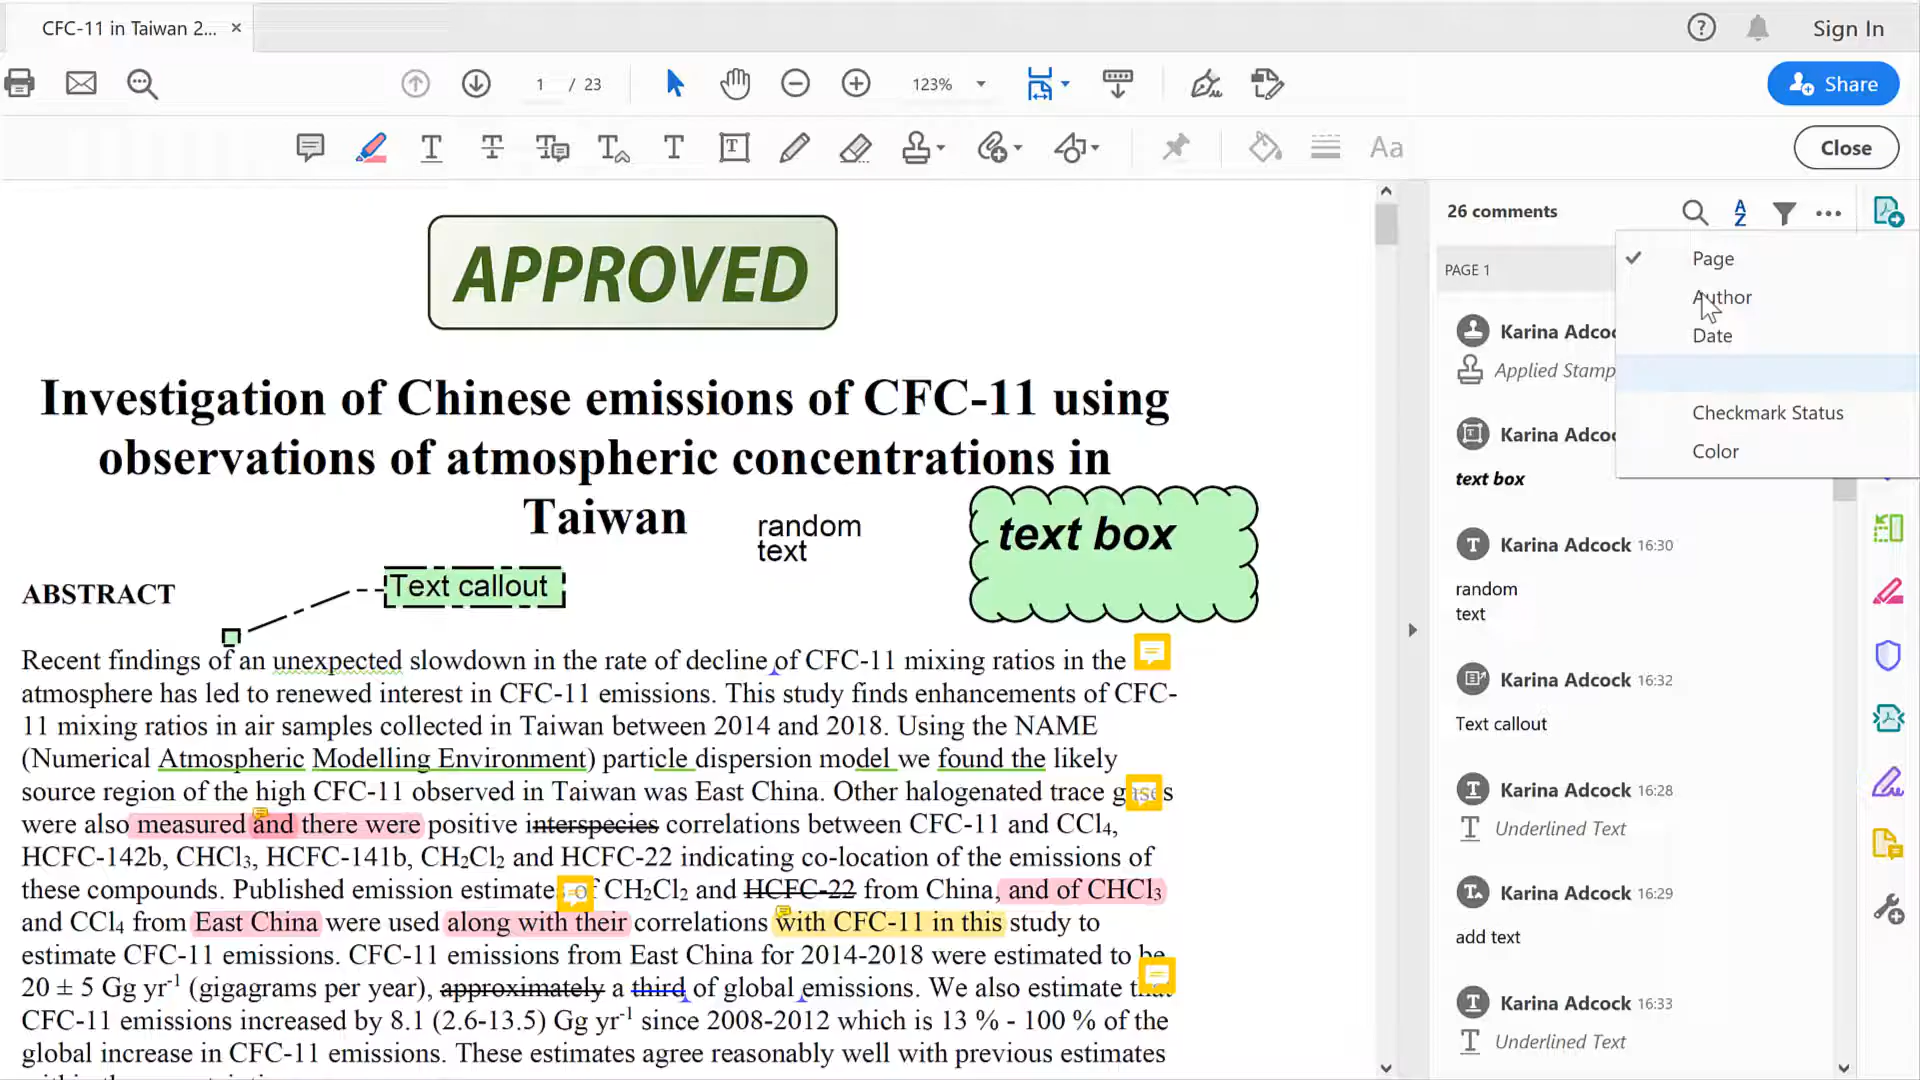 CFC-11 in Taiwan 2... ×
Sign In
1 / 23
123%
Share
Aa
Close
APPROVED
Investigation of Chinese emissions of CFC-11 using
observations of atmospheric concentrations in
Taiwan
random
text
text box
Text callout
ABSTRACT
Recent findings of an unexpected slowdown in the rate of decline of CFC-11 mixing ratios in the
atmosphere has led to renewed interest in CFC-11 emissions. This study finds enhancements of CFC-
11 mixing ratios in air samples collected in Taiwan between 2014 and 2018. Using the NAME
(Numerical Atmospheric Modelling Environment) particle dispersion model we found the likely
source region of the high CFC-11 observed in Taiwan was East China. Other halogenated trace gases
were also measured and there were positive interspecies correlations between CFC-11 and CCl₄,
HCFC-142b, CHCl₃, HCFC-141b, CH₂Cl₂ and HCFC-22 indicating co-location of the emissions of
these compounds. Published emission estimates of CH₂Cl₂ and HCFC-22 from China, and of CHCl₃
and CCl₄ from East China were used along with their correlations with CFC-11 in this study to
estimate CFC-11 emissions. CFC-11 emissions from East China for 2014-2018 were estimated to be
20 ± 5 Gg yr⁻¹ (gigagrams per year), approximately a third of global emissions. We also estimate that
CFC-11 emissions increased by 8.1 (2.6-13.5) Gg yr⁻¹ since 2008-2012 which is 13 % - 100 % of the
global increase in CFC-11 emissions. These estimates agree reasonably well with previous estimates
26 comments
PAGE 1
Page
Author
Date
Checkmark Status
Color
Karina Adcoc
Applied Stamp
Karina Adcoc
text box
Karina Adcock 16:30
random
text
Karina Adcock 16:32
Text callout
Karina Adcock 16:28
Underlined Text
Karina Adcock 16:29
add text
Karina Adcock 16:33
Underlined Text